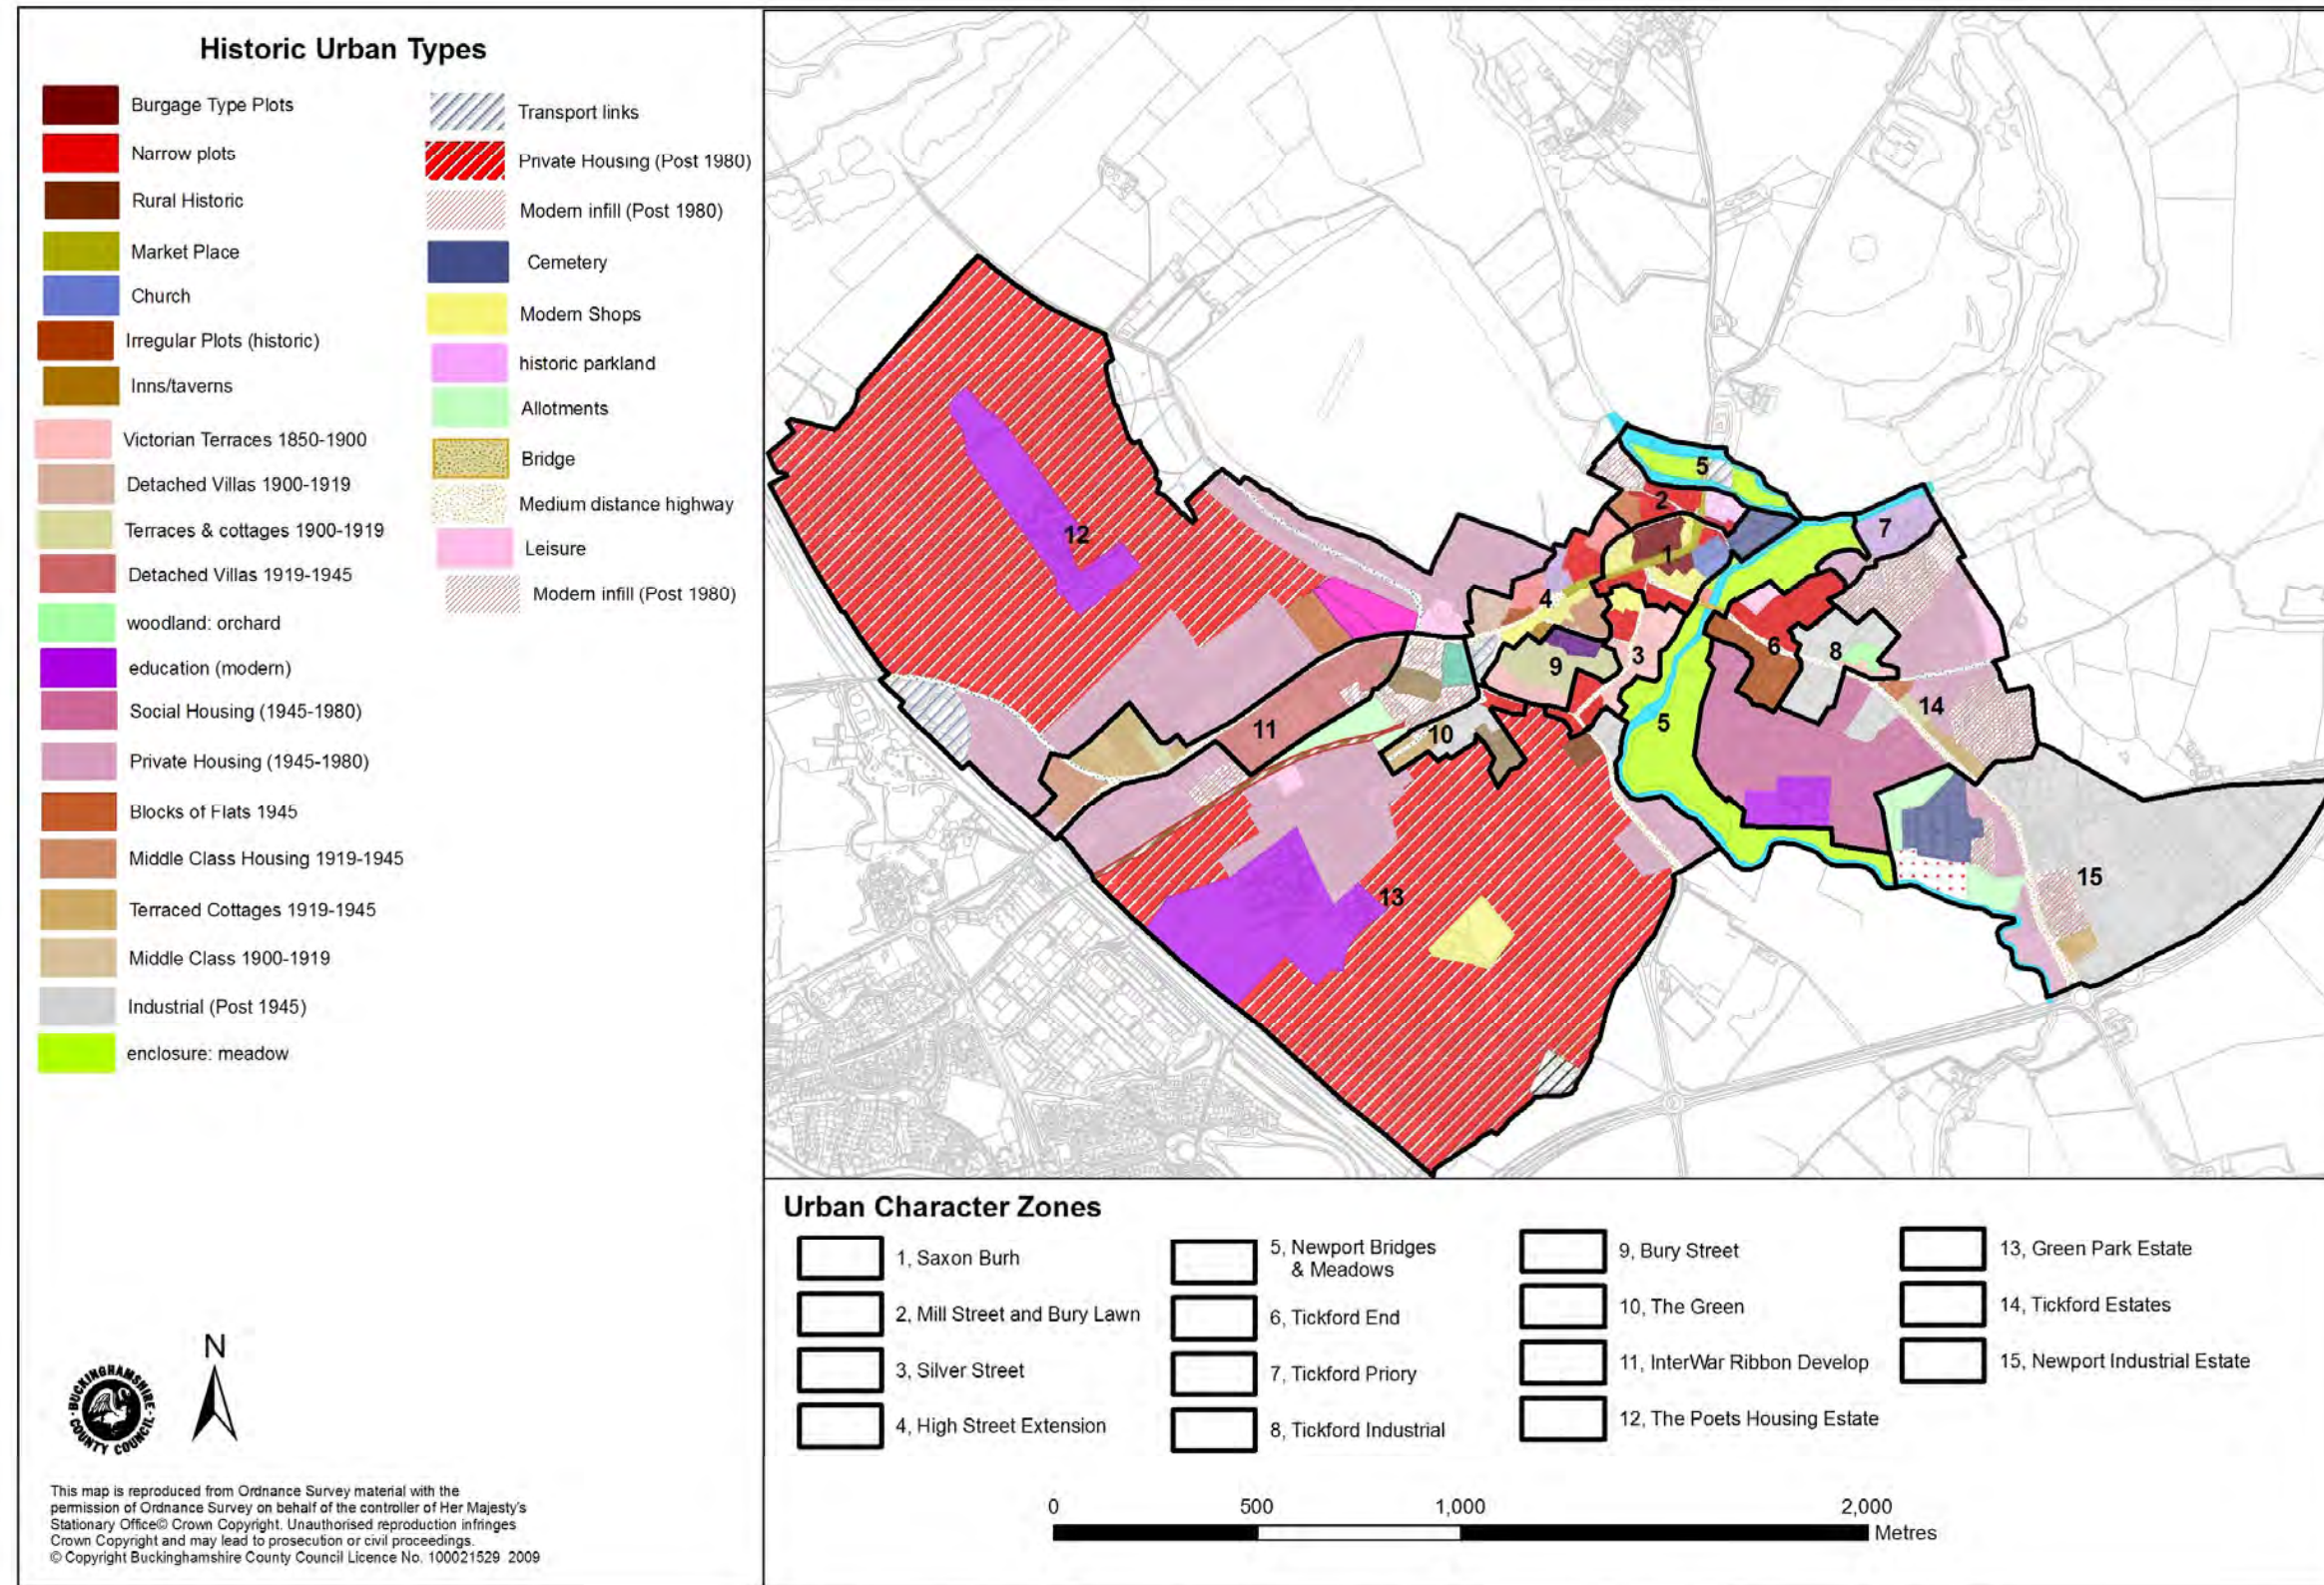 Historic Urban Types
Burgage Type Plots
Narrow plots
Rural Historic
Market Place
Church
Irregular Plots (historic)
Inns/taverns
Victorian Terraces 1850-1900
Detached Villas 1900-1919
Terraces & cottages 1900-1919
Detached Villas 1919-1945
woodland: orchard
education (modern)
Social Housing (1945-1980)
Private Housing (1945-1980)
Blocks of Flats 1945
Middle Class Housing 1919-1945
Terraced Cottages 1919-1945
Middle Class 1900-1919
Industrial (Post 1945)
enclosure: meadow
Transport links
Private Housing (Post 1980)
Modern infill (Post 1980)
Cemetery
Modern Shops
historic parkland
Allotments
Bridge
Medium distance highway
Leisure
Modern infill (Post 1980)
N
BUCKINGHAMSHIRE
COUNTY COUNCIL
This map is reproduced from Ordnance Survey material with the
permission of Ordnance Survey on behalf of the controller of Her Majesty's
Stationary Office© Crown Copyright. Unauthorised reproduction infringes
Crown Copyright and may lead to prosecution or civil proceedings.
© Copyright Buckinghamshire County Council Licence No. 100021529 2009
5
2
7
12
1
4
6
8
3
9
14
5
11
10
15
13
Urban Character Zones
1, Saxon Burh
2, Mill Street and Bury Lawn
3, Silver Street
4, High Street Extension
5, Newport Bridges
& Meadows
6, Tickford End
7, Tickford Priory
8, Tickford Industrial
9, Bury Street
10, The Green
11, InterWar Ribbon Develop
12, The Poets Housing Estate
13, Green Park Estate
14, Tickford Estates
15, Newport Industrial Estate
0 500 1,000 2,000
Metres